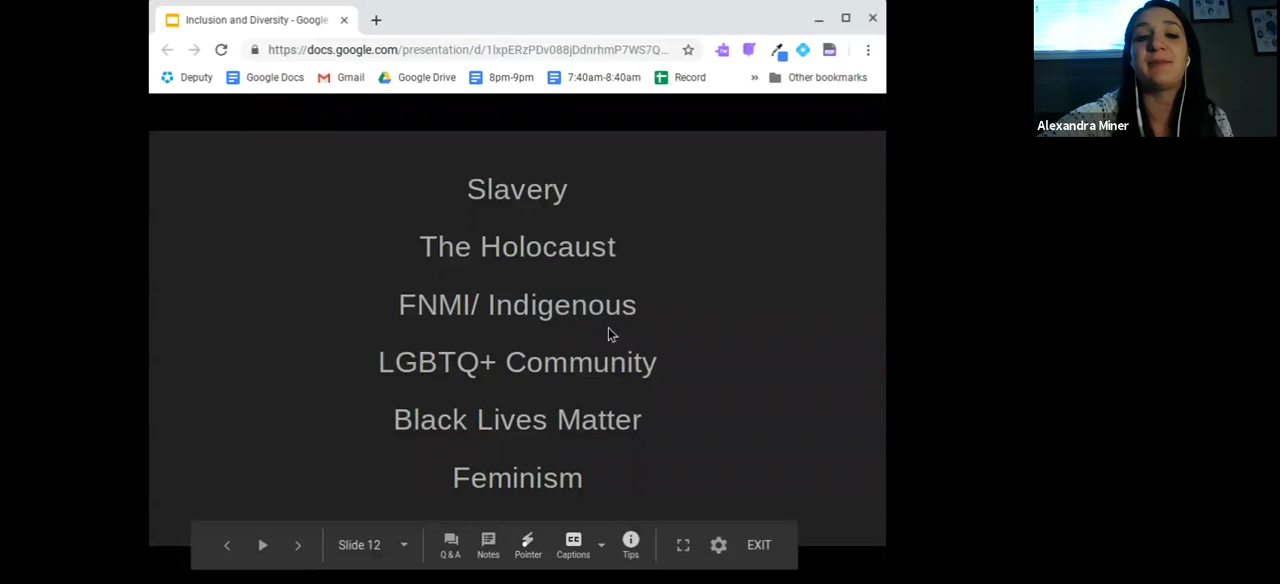 Inclusion and Diversity - Google
https://docs.google.com/presentation/d/1lxpERzPDv088jDdnrhmP7WS7Q...
Deputy Google Docs Gmail Google Drive 8pm-9pm 7:40am-8:40am Record » Other bookmarks
Alexandra Miner
Slavery
The Holocaust
FNMI/ Indigenous
LGBTQ+ Community
Black Lives Matter
Feminism
Slide 12 Q & A Notes Pointer Captions Tips EXIT